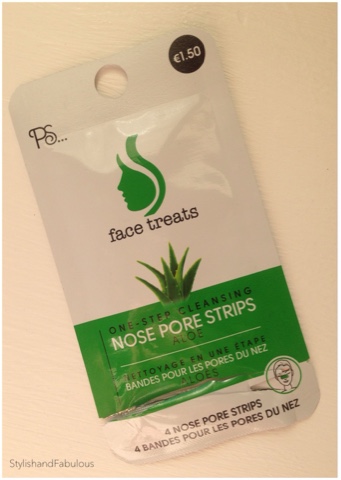 €1.50
PS...
face treats
ONE-STEP CLEANSING
NOSE PORE STRIPS
ALOE
NETTOYAGE EN UNE ÉTAPE
BANDES POUR LES PORES DU NEZ
ALOÈS
4 NOSE PORE STRIPS
4 BANDES POUR LES PORES DU NEZ
StylishandFabulous